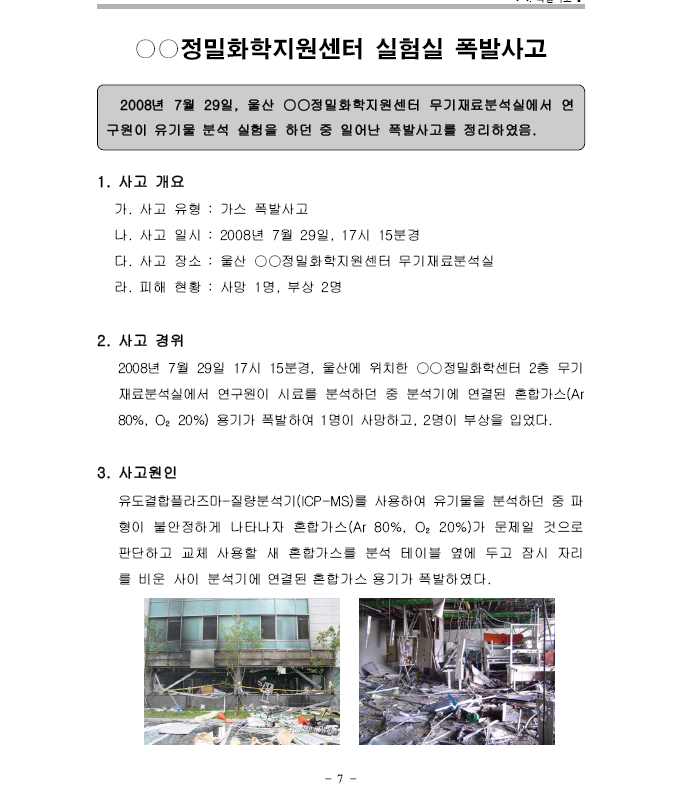 ○○정밀화학지원센터 실험실 폭발사고
2008년 7월 29일, 울산 ○○정밀화학지원센터 무기재료분석실에서 연
구원이 유기물 분석 실험을 하던 중 일어난 폭발사고를 정리하였음.
1. 사고 개요
가. 사고 유형 : 가스 폭발사고
나. 사고 일시 : 2008년 7월 29일, 17시 15분경
다. 사고 장소 : 울산 ○○정밀화학지원센터 무기재료분석실
라. 피해 현황 : 사망 1명, 부상 2명
2. 사고 경위
2008년 7월 29일 17시 15분경, 울산에 위치한 ○○정밀화학센터 2층 무기
재료분석실에서 연구원이 시료를 분석하던 중 분석기에 연결된 혼합가스(Ar
80%, O₂ 20%) 용기가 폭발하여 1명이 사망하고, 2명이 부상을 입었다.
3. 사고원인
유도결합플라즈마-질량분석기(ICP-MS)를 사용하여 유기물을 분석하던 중 파
형이 불안정하게 나타나자 혼합가스(Ar 80%, O₂ 20%)가 문제일 것으로
판단하고 교체 사용할 새 혼합가스를 분석 테이블 옆에 두고 잠시 자리
를 비운 사이 분석기에 연결된 혼합가스 용기가 폭발하였다.
- 7 -